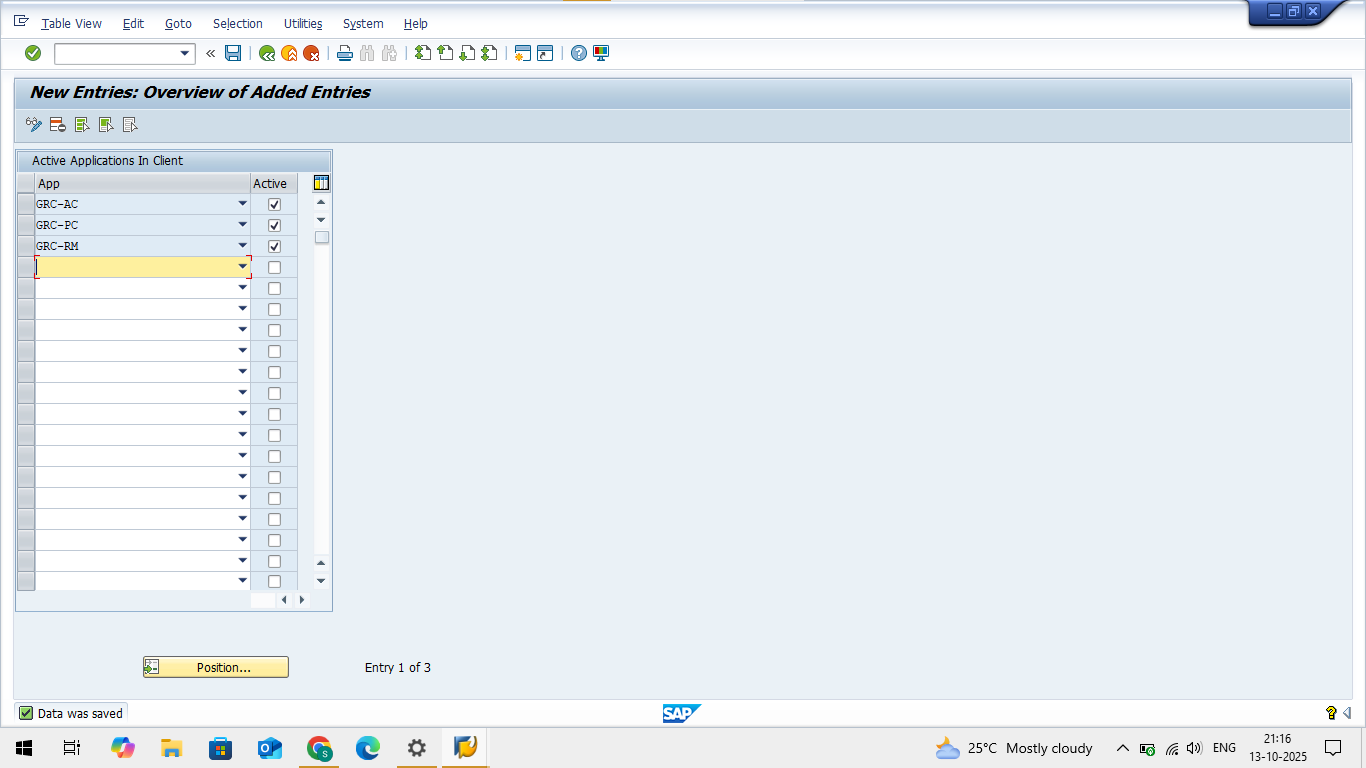 Table View Edit Goto Selection Utilities System Help
New Entries: Overview of Added Entries
Active Applications In Client
App Active
GRC-AC
GRC-PC
GRC-RM
Position... Entry 1 of 3
Data was saved SAP
25°C Mostly cloudy ENG 21:16
13-10-2025